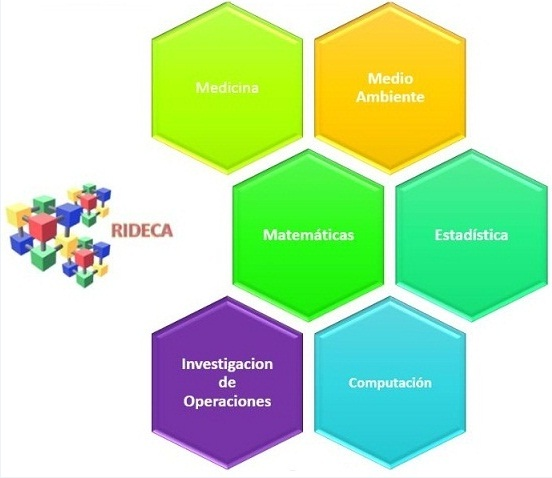 Medicina
Medio
Ambiente
RIDECA
Matemáticas
Estadística
Investigacion
de
Operaciones
Computación